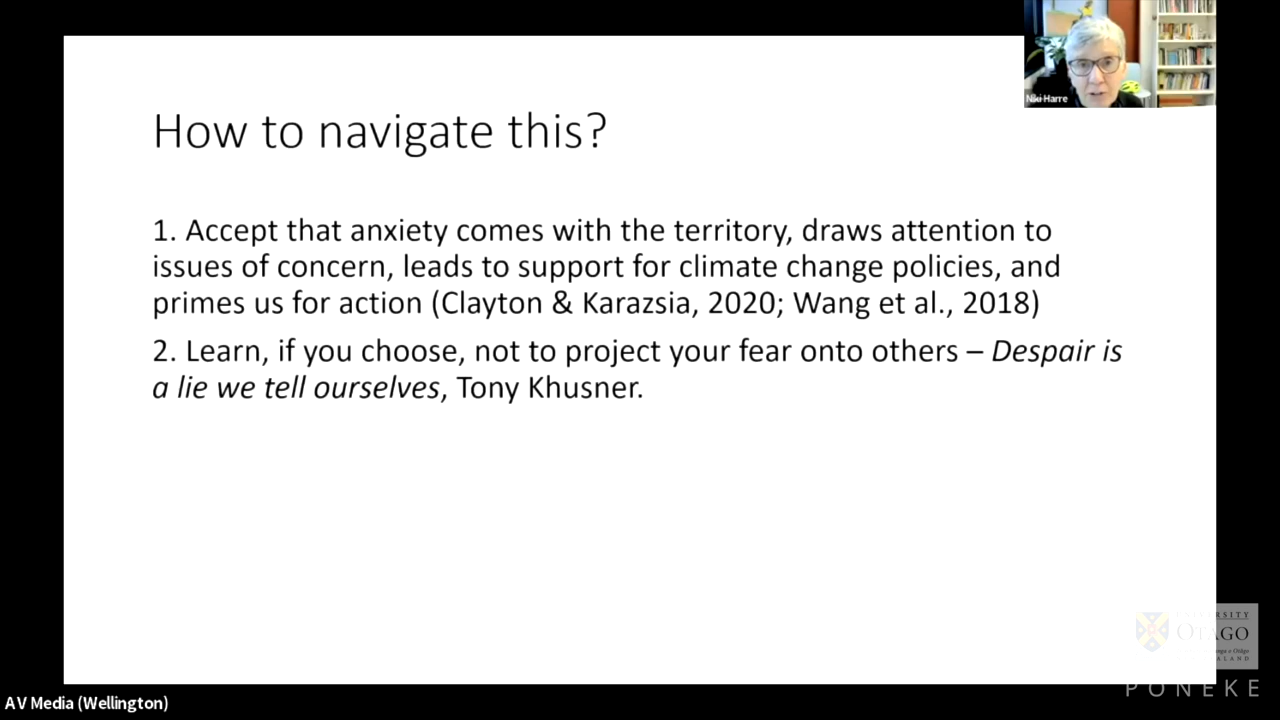 Niki Harre
How to navigate this?
1. Accept that anxiety comes with the territory, draws attention to
issues of concern, leads to support for climate change policies, and
primes us for action (Clayton & Karazsia, 2020; Wang et al., 2018)
2. Learn, if you choose, not to project your fear onto others – Despair is
a lie we tell ourselves, Tony Khusner.
OTAGO
PONEKE
AV Media (Wellington)